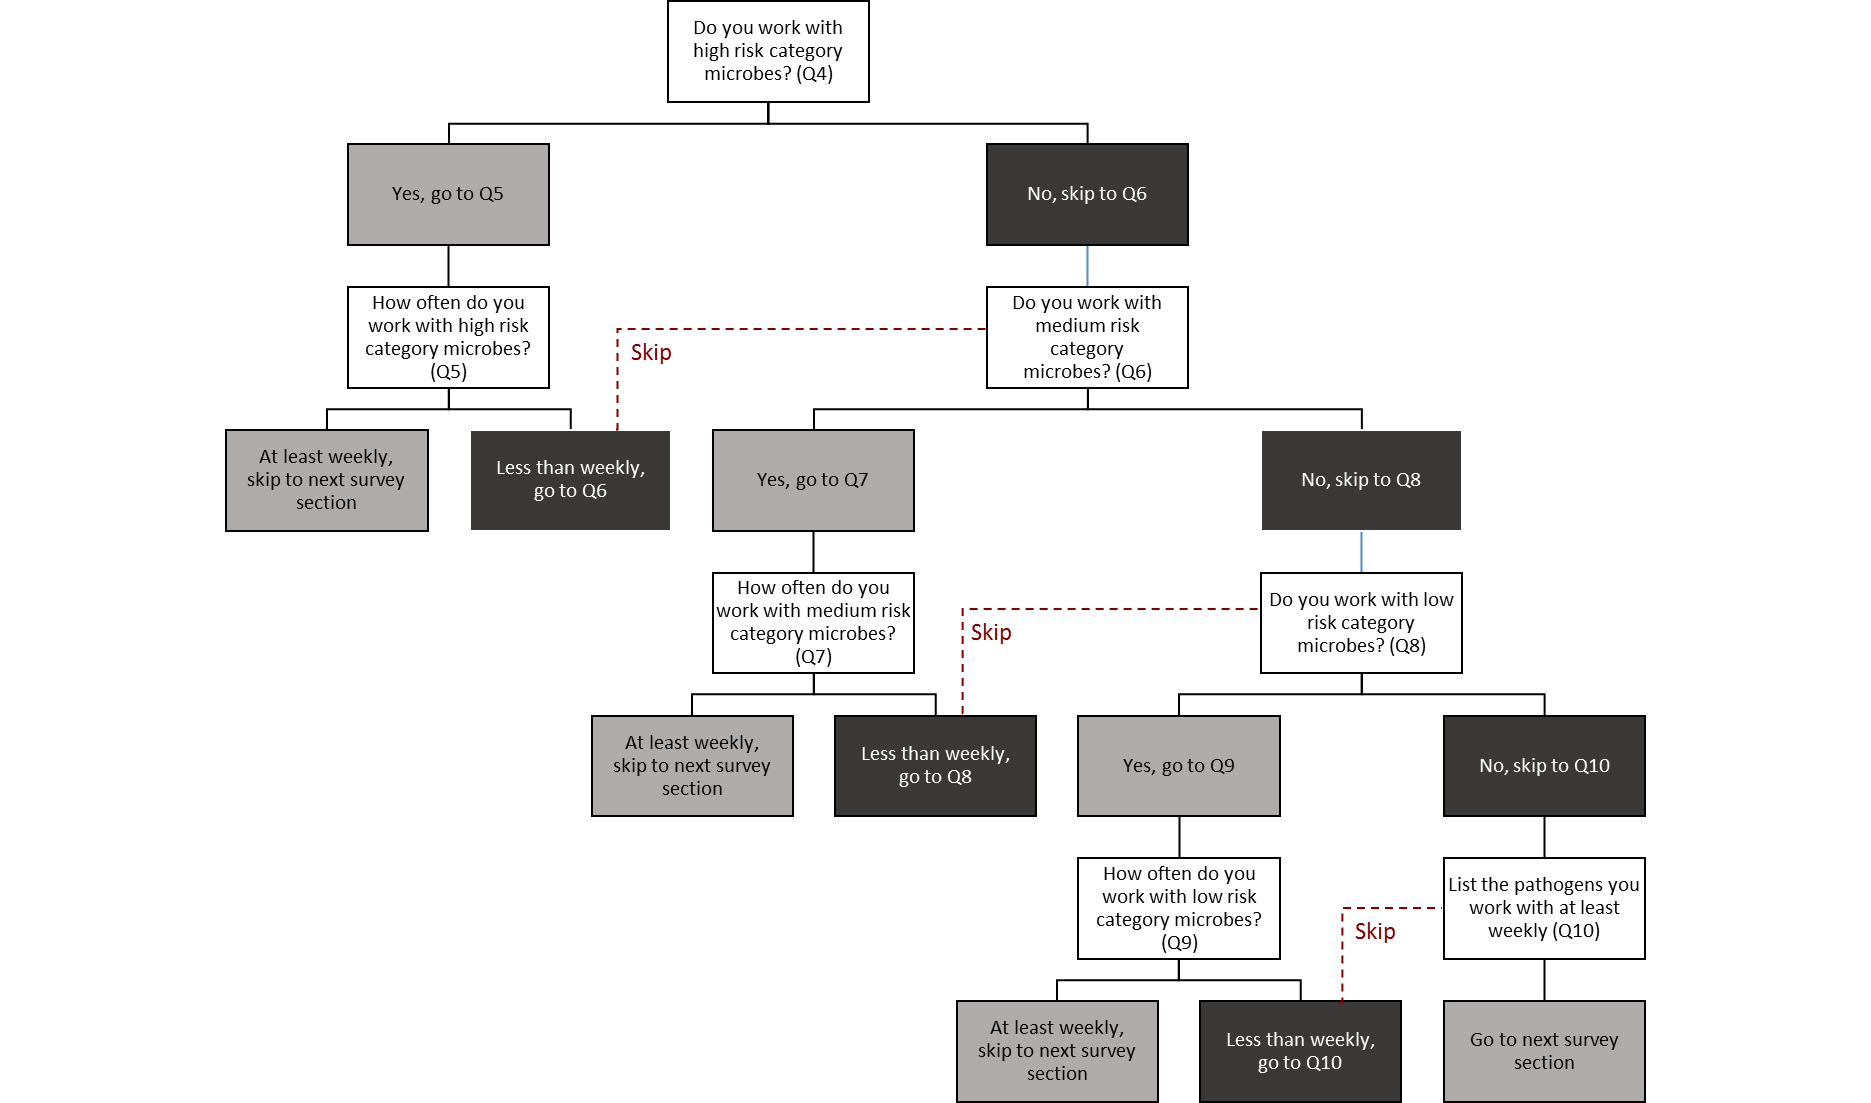 Do you work with
high risk category
microbes? (Q4)
Yes, go to Q5
No, skip to Q6
How often do you
work with high risk
category microbes?
(Q5)
Do you work with
medium risk
category
microbes? (Q6)
Skip
At least weekly,
skip to next survey
section
Less than weekly,
go to Q6
Yes, go to Q7
No, skip to Q8
How often do you
work with medium risk
category microbes?
(Q7)
Do you work with low
risk category
microbes? (Q8)
Skip
At least weekly,
skip to next survey
section
Less than weekly,
go to Q8
Yes, go to Q9
No, skip to Q10
How often do you
work with low risk
category microbes?
(Q9)
List the pathogens you
work with at least
weekly (Q10)
Skip
At least weekly,
skip to next survey
section
Less than weekly,
go to Q10
Go to next survey
section